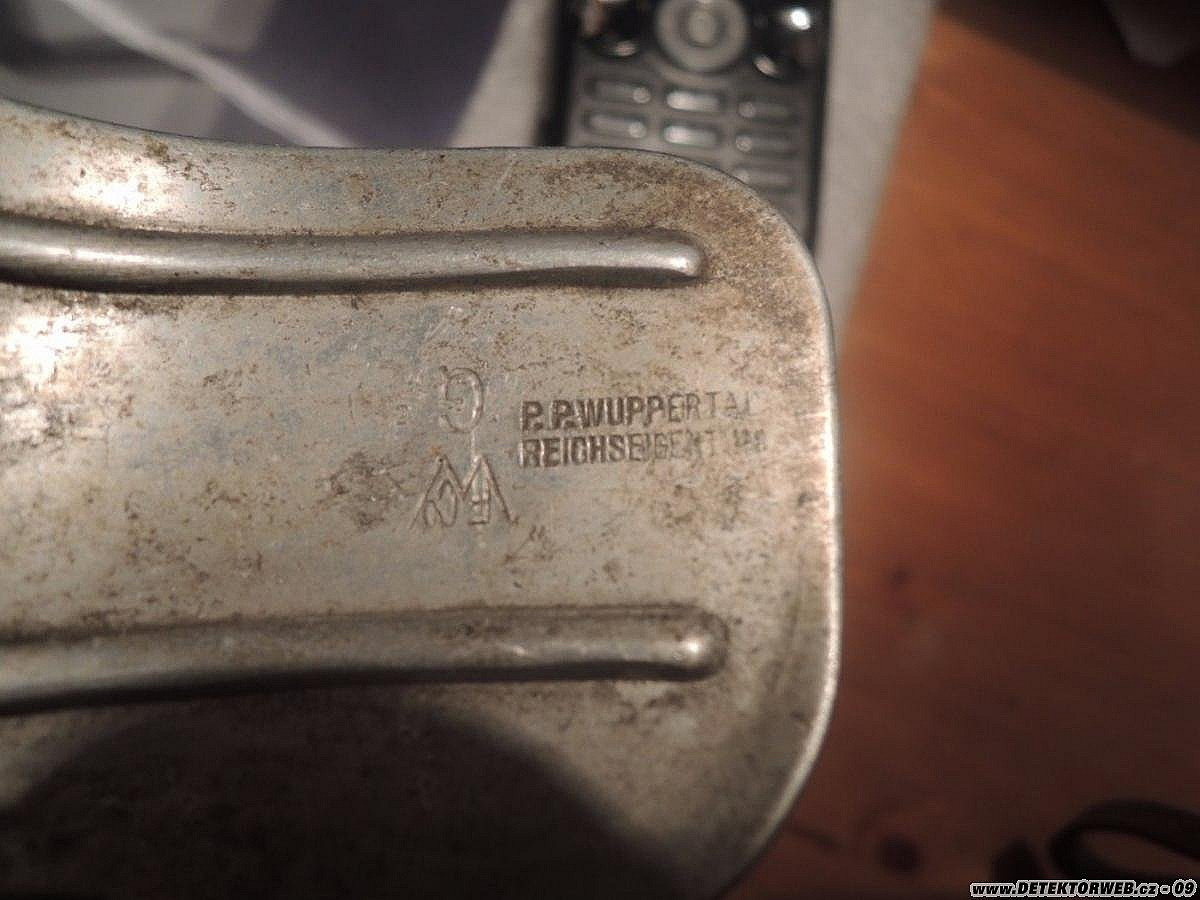 G
P.P.WUPPERTAL
REICHSEIGENTUM
W
www.DETEKTORWEB.cz - 09